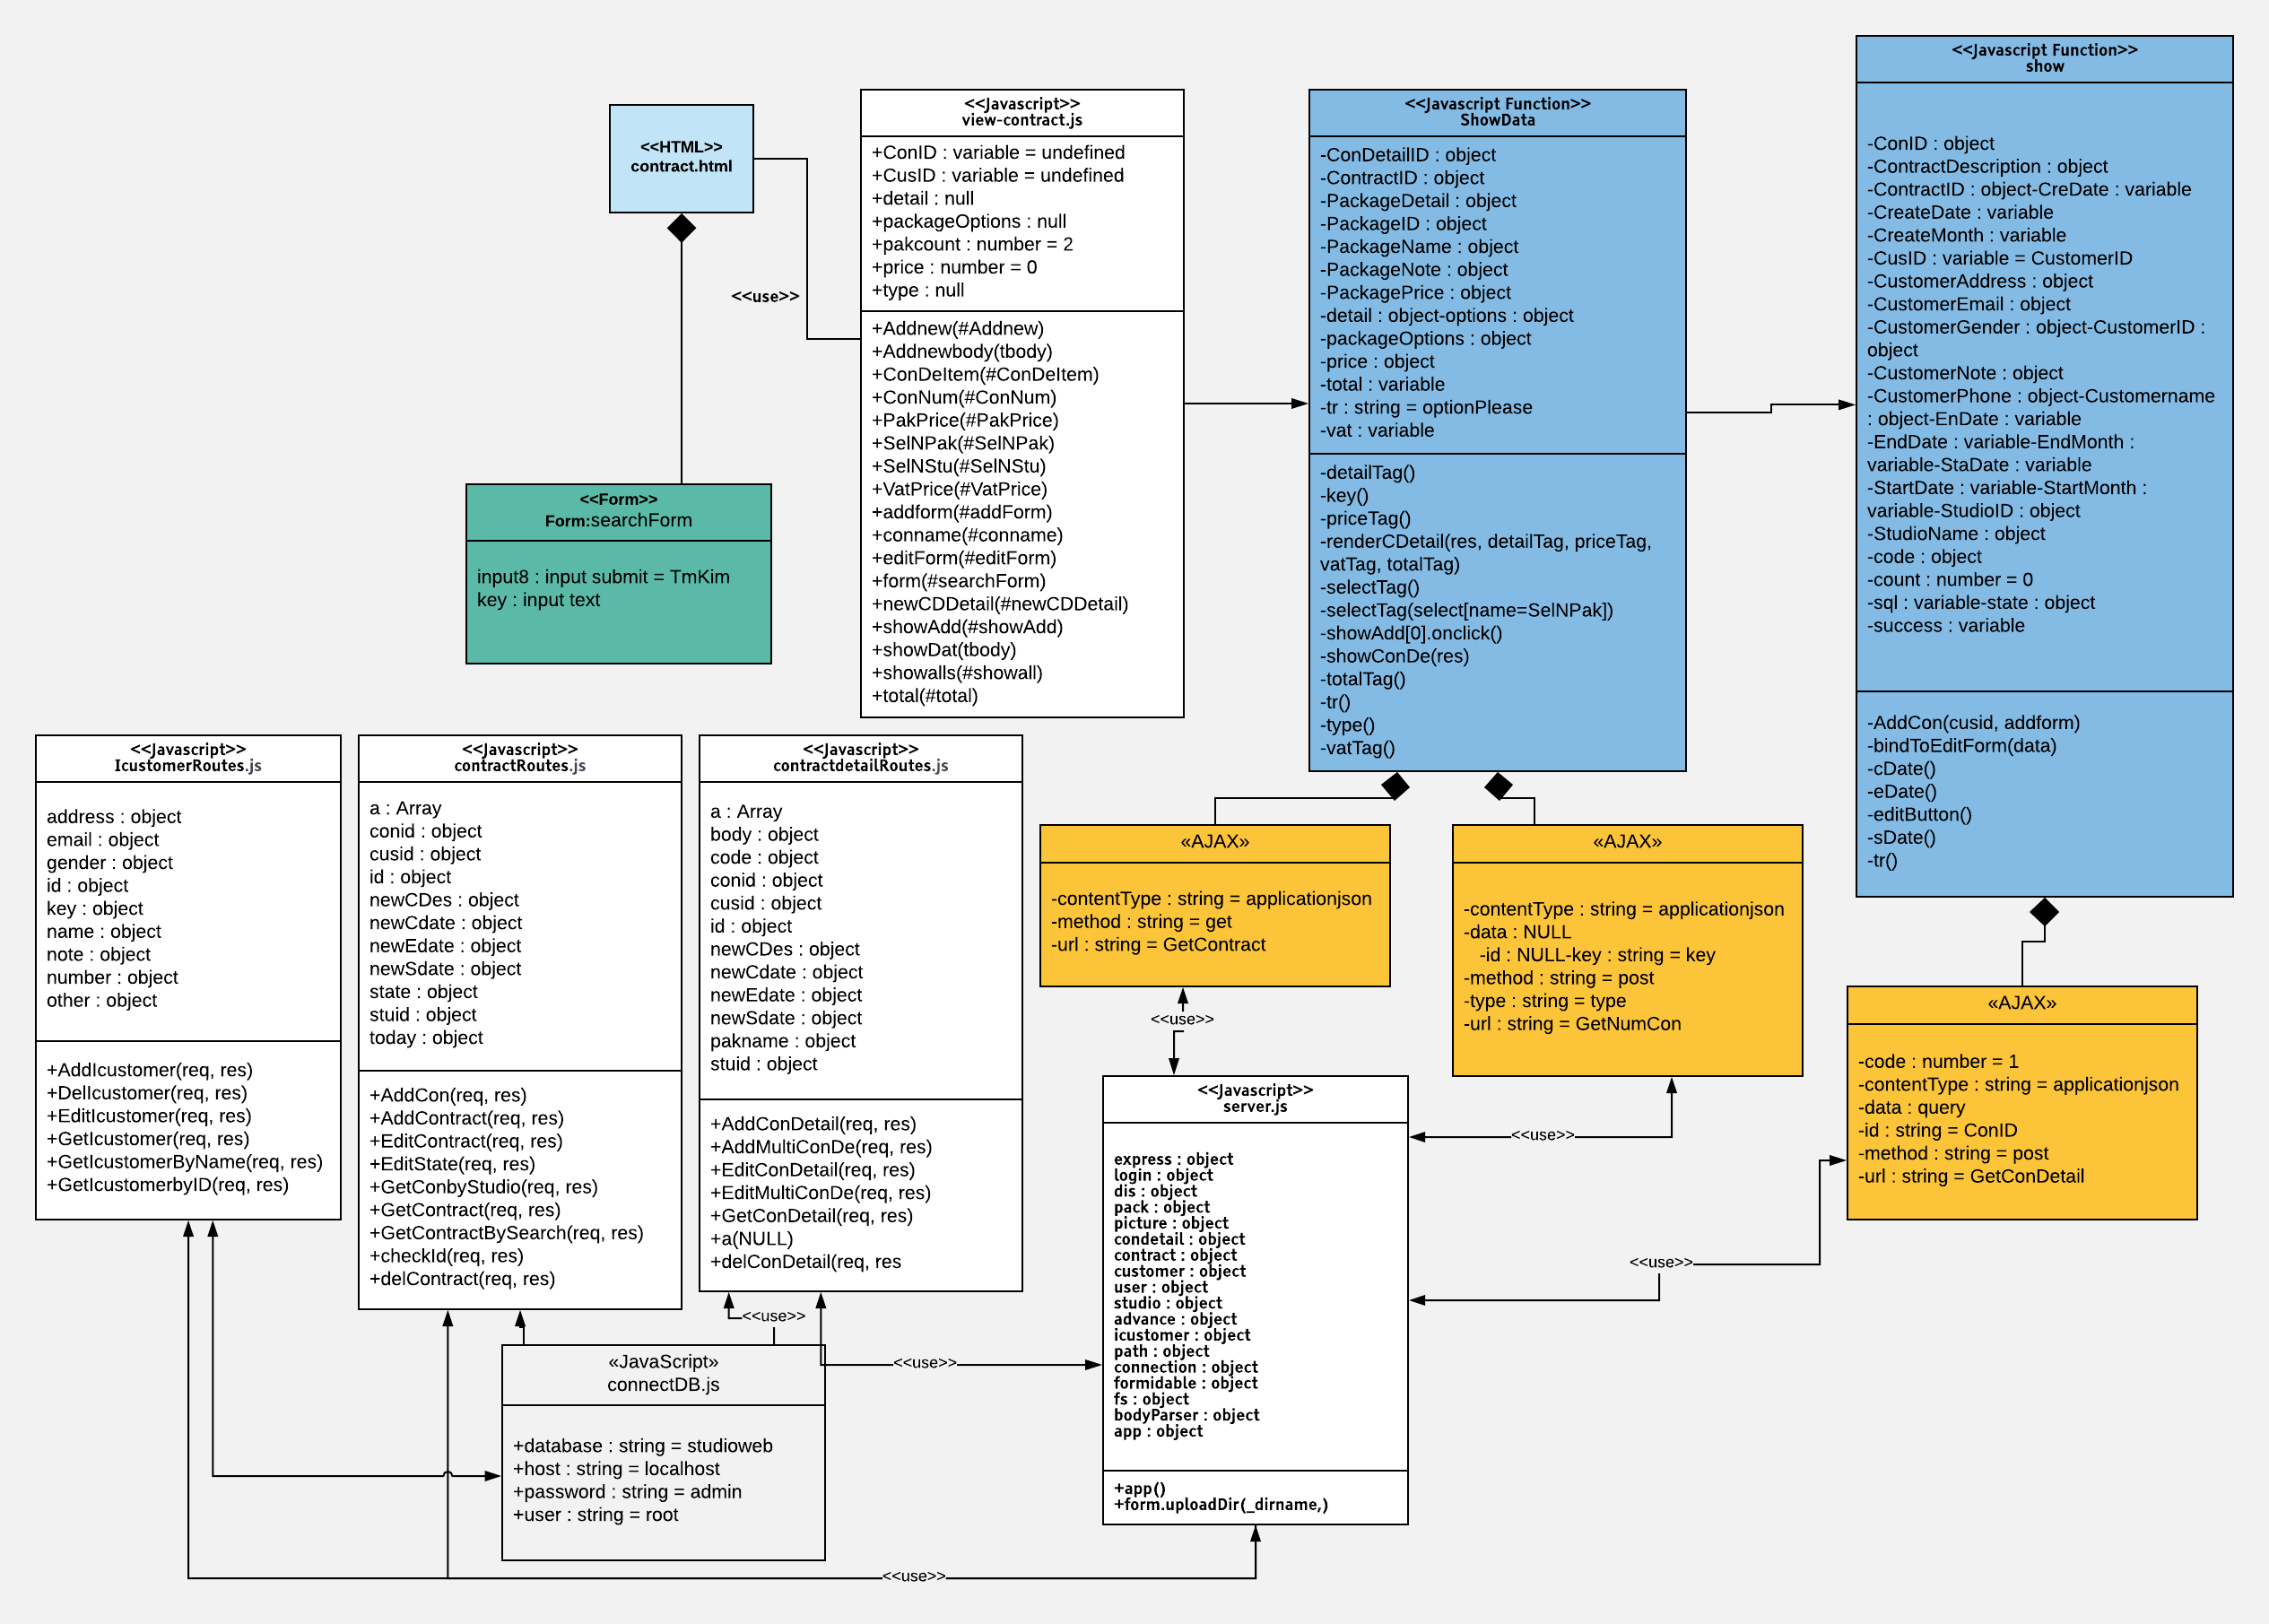 <<HTML>>
contract.html
<<use>>
<<Form>>
Form:searchForm
input8 : input submit = TmKim
key : input text
<<Javascript>>
view-contract.js
+ConID : variable = undefined
+CusID : variable = undefined
+detail : null
+packageOptions : null
+pakcount : number = 2
+price : number = 0
+type : null
+Addnew(#Addnew)
+Addnewbody(tbody)
+ConDeItem(#ConDeItem)
+ConNum(#ConNum)
+PakPrice(#PakPrice)
+SelNPak(#SelNPak)
+SelNStu(#SelNStu)
+VatPrice(#VatPrice)
+addform(#addForm)
+conname(#conname)
+editForm(#editForm)
+form(#searchForm)
+newCDDetail(#newCDDetail)
+showAdd(#showAdd)
+showDat(tbody)
+showalls(#showall)
+total(#total)
<<Javascript Function>>
ShowData
-ConDetailID : object
-ContractID : object
-PackageDetail : object
-PackageID : object
-PackageName : object
-PackageNote : object
-PackagePrice : object
-detail : object-options : object
-packageOptions : object
-price : object
-total : variable
-tr : string = optionPlease
-vat : variable
-detailTag()
-key()
-priceTag()
-renderCDetail(res, detailTag, priceTag,
vatTag, totalTag)
-selectTag()
-selectTag(select[name=SelNPak])
-showAdd[0].onclick()
-showConDe(res)
-totalTag()
-tr()
-type()
-vatTag()
<<Javascript Function>>
show
-ConID : object
-ContractDescription : object
-ContractID : object-CreDate : variable
-CreateDate : variable
-CreateMonth : variable
-CusID : variable = CustomerID
-CustomerAddress : object
-CustomerEmail : object
-CustomerGender : object-CustomerID :
object
-CustomerNote : object
-CustomerPhone : object-Customername
: object-EnDate : variable
-EndDate : variable-EndMonth :
variable-StaDate : variable
-StartDate : variable-StartMonth :
variable-StudioID : object
-StudioName : object
-code : object
-count : number = 0
-sql : variable-state : object
-success : variable
-AddCon(cusid, addform)
-bindToEditForm(data)
-cDate()
-eDate()
-editButton()
-sDate()
-tr()
<<Javascript>>
IcustomerRoutes.js
address : object
email : object
gender : object
id : object
key : object
name : object
note : object
number : object
other : object
+AddIcustomer(req, res)
+DelIcustomer(req, res)
+EditIcustomer(req, res)
+GetIcustomer(req, res)
+GetIcustomerByName(req, res)
+GetIcustomerbyID(req, res)
<<Javascript>>
contractRoutes.js
a : Array
conid : object
cusid : object
id : object
newCDes : object
newCdate : object
newEdate : object
newSdate : object
state : object
stuid : object
today : object
+AddCon(req, res)
+AddContract(req, res)
+EditContract(req, res)
+EditState(req, res)
+GetConbyStudio(req, res)
+GetContract(req, res)
+GetContractBySearch(req, res)
+checkId(req, res)
+delContract(req, res)
<<Javascript>>
contractdetailRoutes.js
a : Array
body : object
code : object
conid : object
cusid : object
id : object
newCDes : object
newCdate : object
newEdate : object
newSdate : object
pakname : object
stuid : object
+AddConDetail(req, res)
+AddMultiConDe(req, res)
+EditConDetail(req, res)
+EditMultiConDe(req, res)
+GetConDetail(req, res)
+a(NULL)
+delConDetail(req, res
«AJAX»
-contentType : string = applicationjson
-method : string = get
-url : string = GetContract
«AJAX»
-contentType : string = applicationjson
-data : NULL
-id : NULL-key : string = key
-method : string = post
-type : string = type
-url : string = GetNumCon
«AJAX»
-code : number = 1
-contentType : string = applicationjson
-data : query
-id : string = ConID
-method : string = post
-url : string = GetConDetail
<<use>>
<<Javascript>>
server.js
express : object
login : object
dis : object
pack : object
picture : object
condetail : object
contract : object
customer : object
user : object
studio : object
advance : object
icustomer : object
path : object
connection : object
formidable : object
fs : object
bodyParser : object
app : object
+app()
+form.uploadDir(_dirname,)
<<use>>
<<use>>
<<use>>
<<use>>
«JavaScript»
connectDB.js
+database : string = studioweb
+host : string = localhost
+password : string = admin
+user : string = root
<<use>>